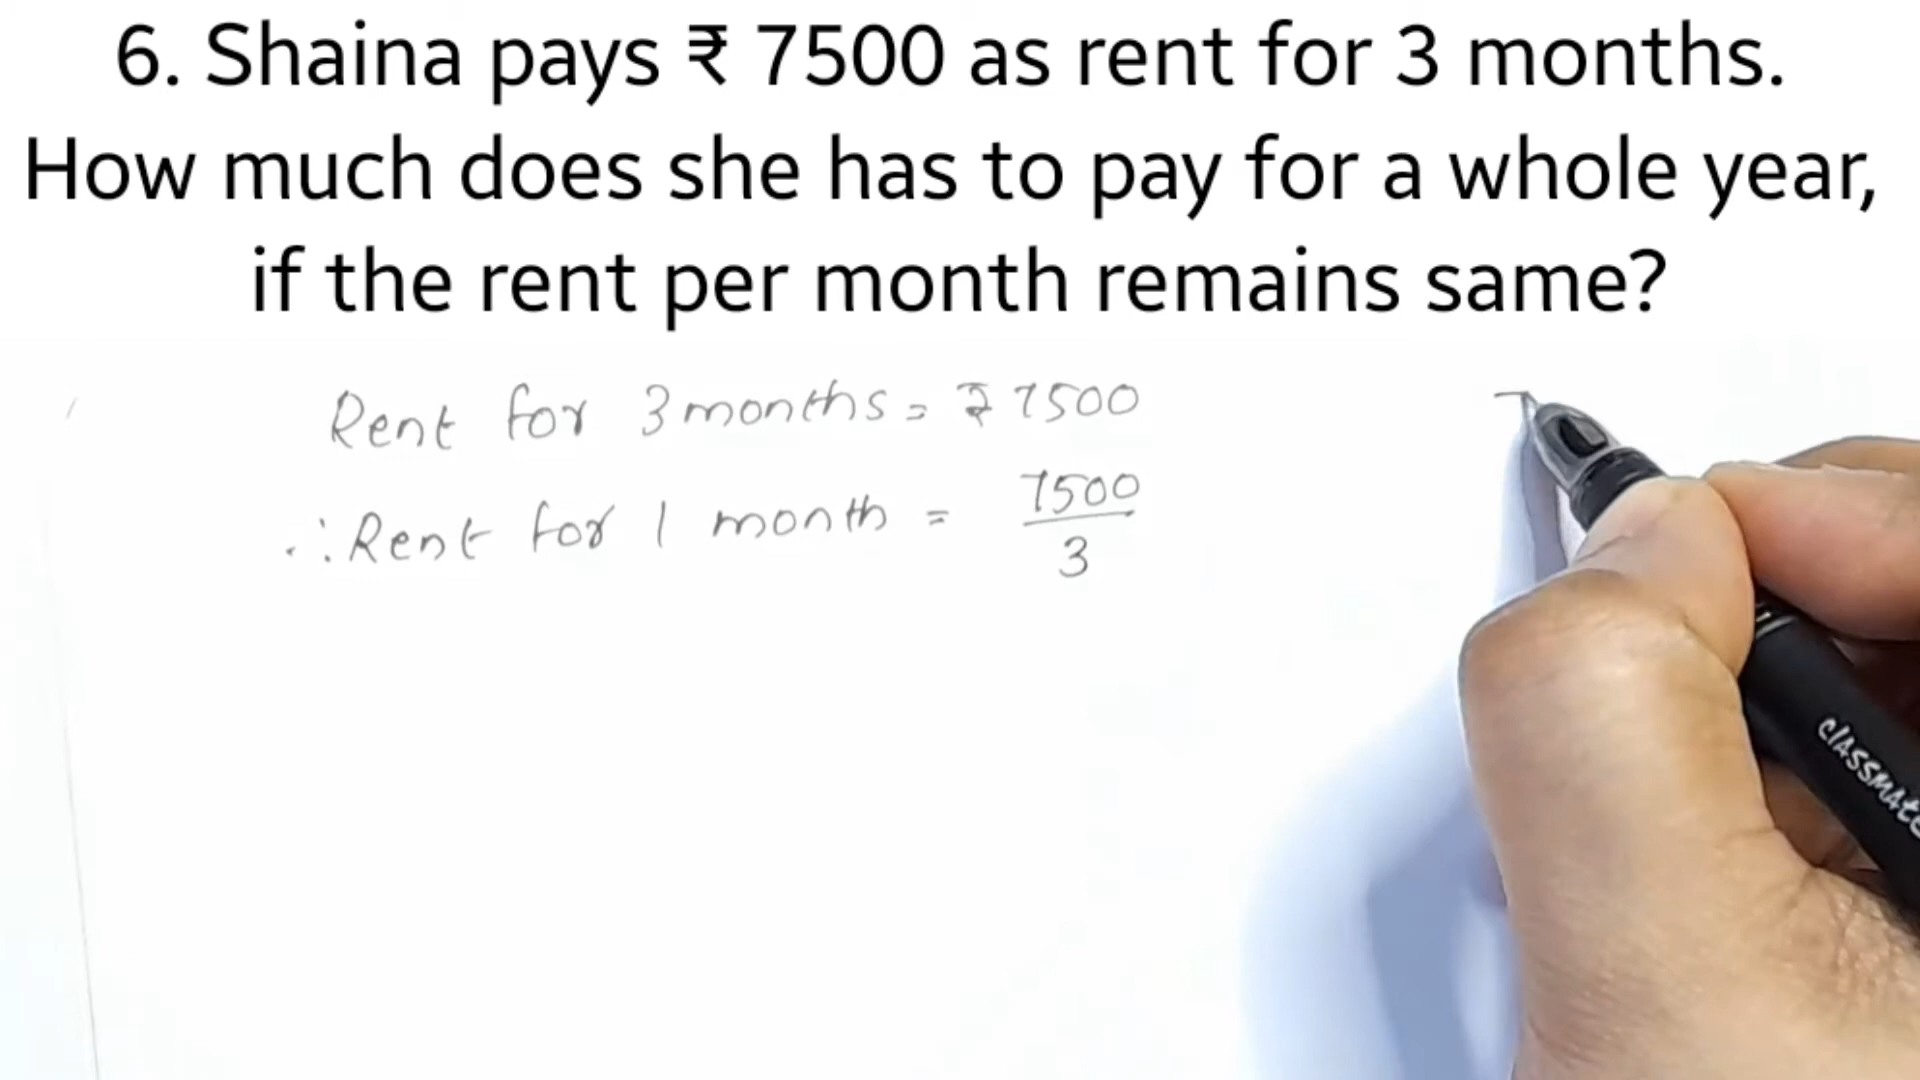 6. Shaina pays ₹ 7500 as rent for 3 months.
How much does she has to pay for a whole year,
if the rent per month remains same?
Rent for 3 months = ₹ 7500
∴ Rent for 1 month = 7500
3
classmate